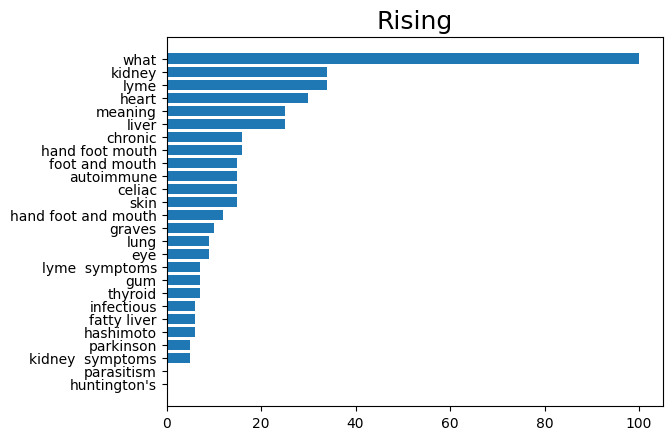 Rising
what
kidney
lyme
heart
meaning
liver
chronic
hand foot mouth
foot and mouth
autoimmune
celiac
skin
hand foot and mouth
graves
lung
eye
lyme  symptoms
gum
thyroid
infectious
fatty liver
hashimoto
parkinson
kidney  symptoms
parasitism
huntington's
0 20 40 60 80 100